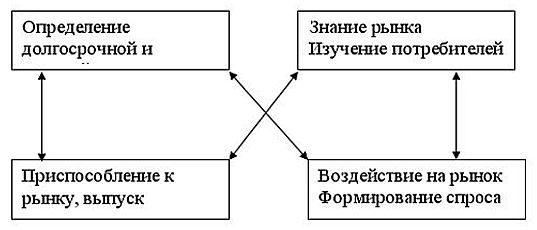 Определение
долгосрочной и
Знание рынка
Изучение потребителей
Приспособление к
рынку, выпуск
Воздействие на рынок
Формирование спроса